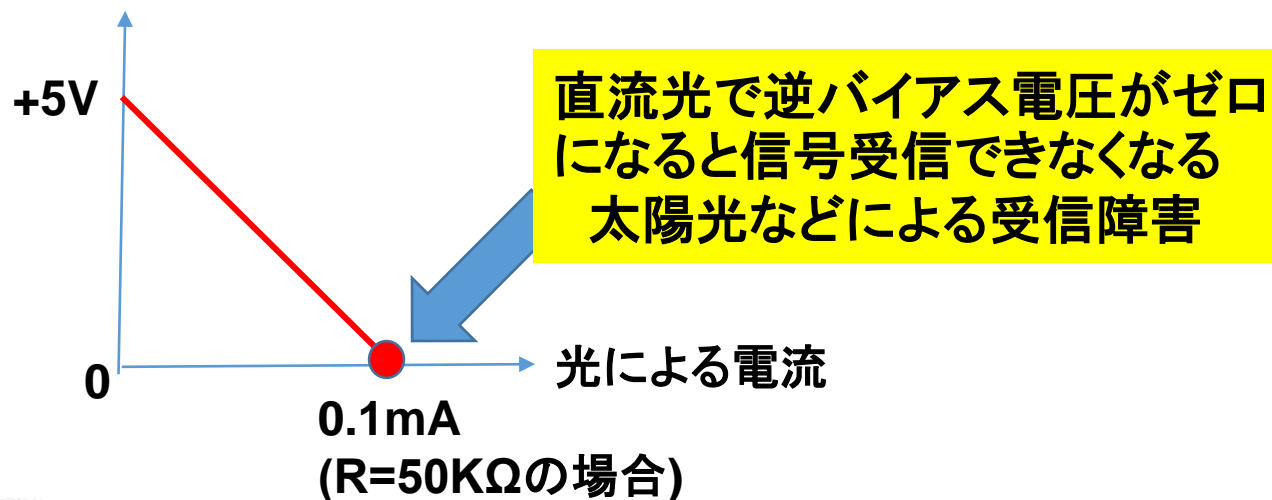 +5V
直流光で逆バイアス電圧がゼロ
になると信号受信できなくなる
太陽光などによる受信障害
0
光による電流
0.1mA
(R=50KΩの場合)